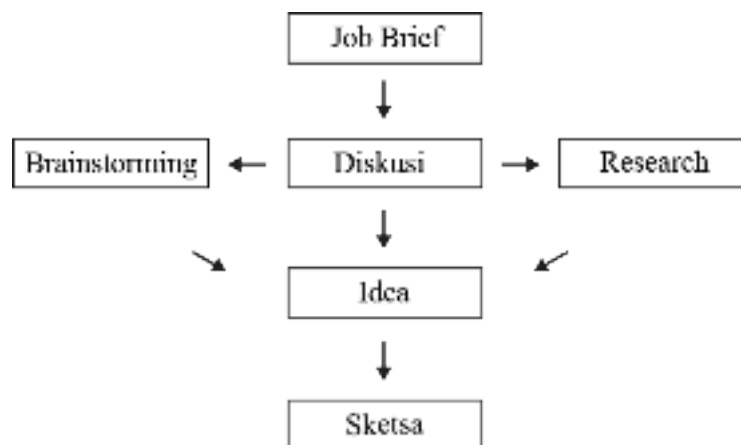 Job Brief
Brainstorming
Diskusi
Research
Idea
Sketsa